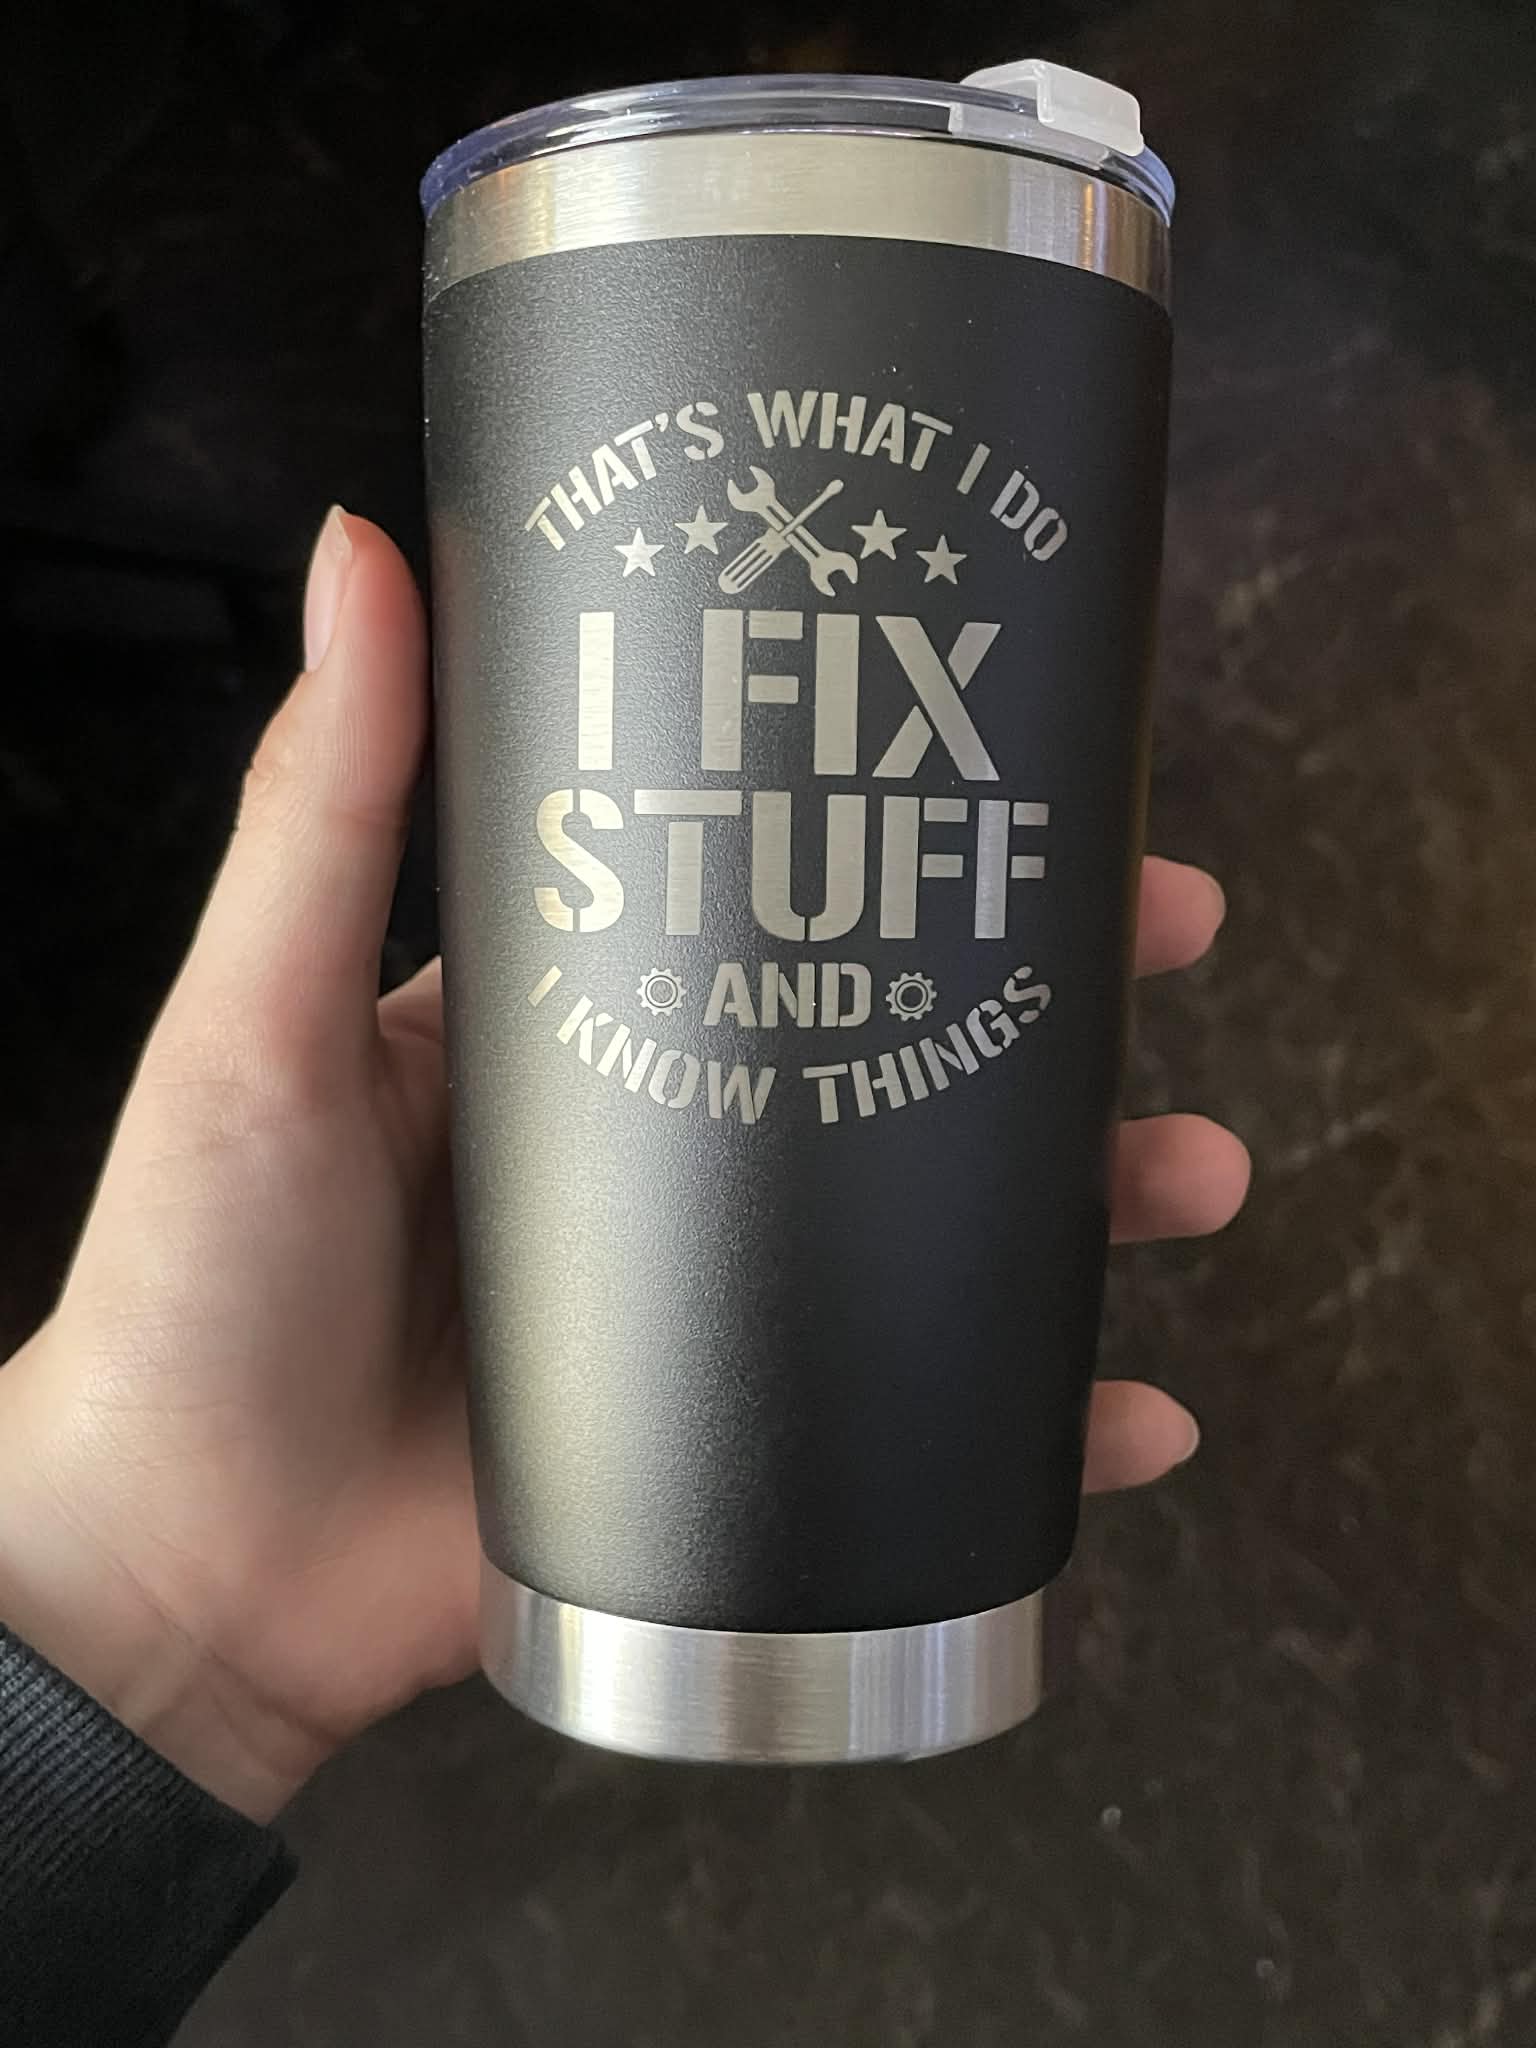 THAT'S WHAT I DO
I FIX
STUFF
AND
I KNOW THINGS